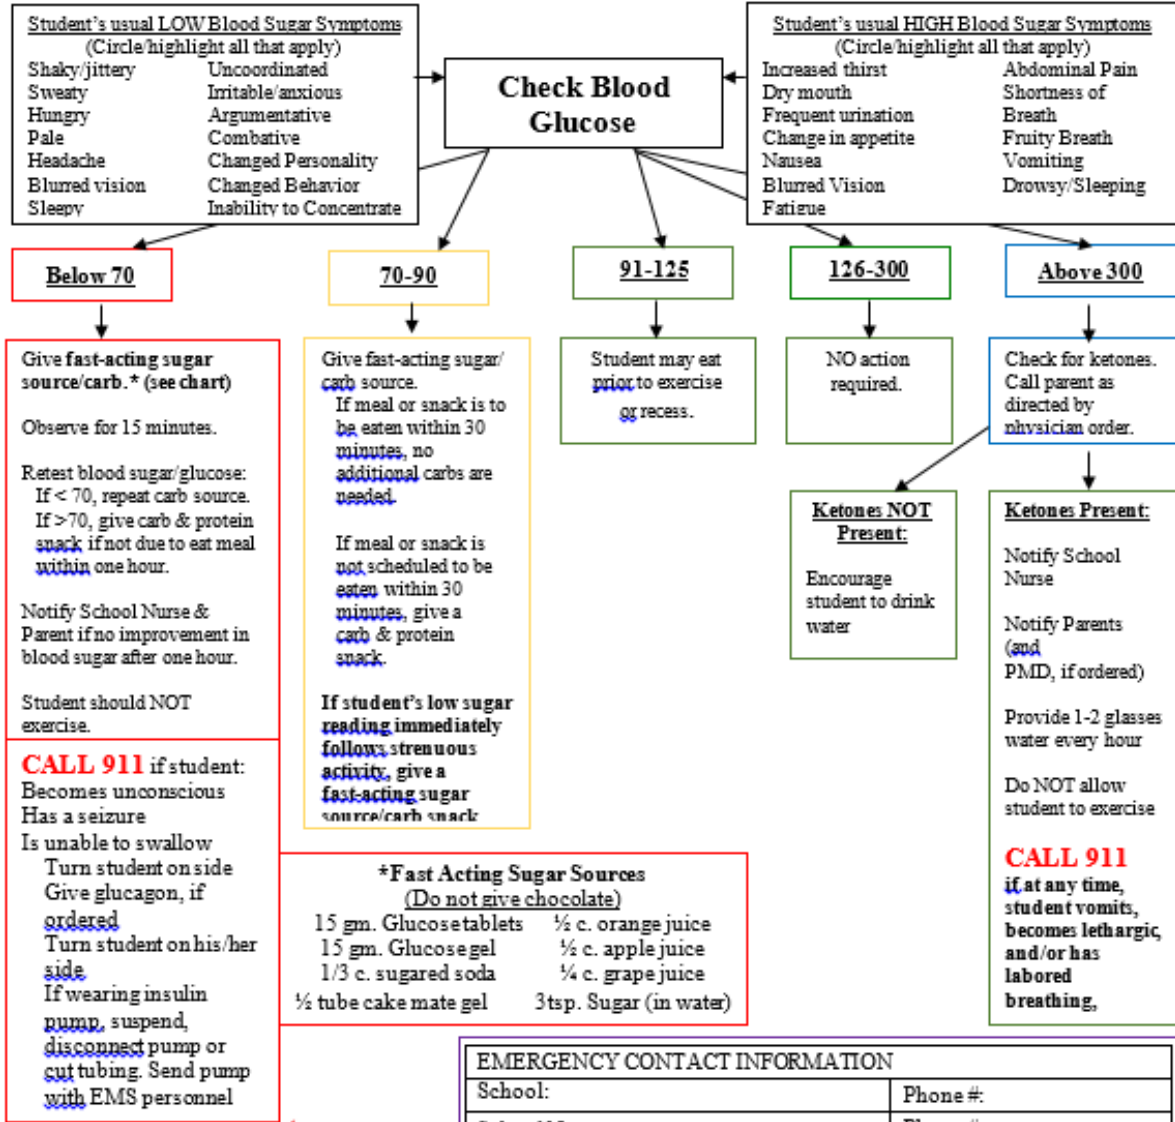 Student's usual LOW Blood Sugar Symptoms
(Circle/highlight all that apply)
Shaky/jittery Uncoordinated
Sweaty Irritable/anxious
Hungry Argumentative
Pale Combative
Headache Changed Personality
Blurred vision Changed Behavior
Sleepy Inability to Concentrate
Check Blood
Glucose
Student's usual HIGH Blood Sugar Symptoms
(Circle/highlight all that apply)
Increased thirst Abdominal Pain
Dry mouth Shortness of
Frequent urination Breath
Change in appetite Fruity Breath
Nausea Vomiting
Blurred Vision Drowsy/Sleeping
Fatigue
Below 70
70-90
91-125
126-300
Above 300
Give fast-acting sugar
source/carb.* (see chart)
Observe for 15 minutes.
Retest blood sugar/glucose:
If < 70, repeat carb source.
If >70, give carb & protein
snack if not due to eat meal
within one hour.
Notify School Nurse &
Parent if no improvement in
blood sugar after one hour.
Student should NOT
exercise.
CALL 911 if student:
Becomes unconscious
Has a seizure
Is unable to swallow
Turn student on side
Give glucagon, if
ordered
Turn student on his/her
side
If wearing insulin
pump, suspend,
disconnect pump or
cut tubing. Send pump
with EMS personnel
Give fast-acting sugar/
carb source.
If meal or snack is to
be eaten within 30
minutes, no
additional carbs are
needed.
If meal or snack is
not scheduled to be
eaten within 30
minutes, give a
carb & protein
snack.
If student's low sugar
reading immediately
follows strenuous
activity, give a
fast-acting sugar
source/carb snack
Student may eat
prior to exercise
or recess.
NO action
required.
Check for ketones.
Call parent as
directed by
physician order.
Ketones NOT
Present:
Encourage
student to drink
water
Ketones Present:
Notify School
Nurse
Notify Parents
(and
PMD, if ordered)
Provide 1-2 glasses
water every hour
Do NOT allow
student to exercise
CALL 911
if at any time,
student vomits,
becomes lethargic,
and/or has
labored
breathing,
*Fast Acting Sugar Sources
(Do not give chocolate)
15 gm. Glucose tablets ½ c. orange juice
15 gm. Glucose gel ½ c. apple juice
1/3 c. sugared soda ¼ c. grape juice
½ tube cake mate gel 3tsp. Sugar (in water)
EMERGENCY CONTACT INFORMATION
School: Phone #: